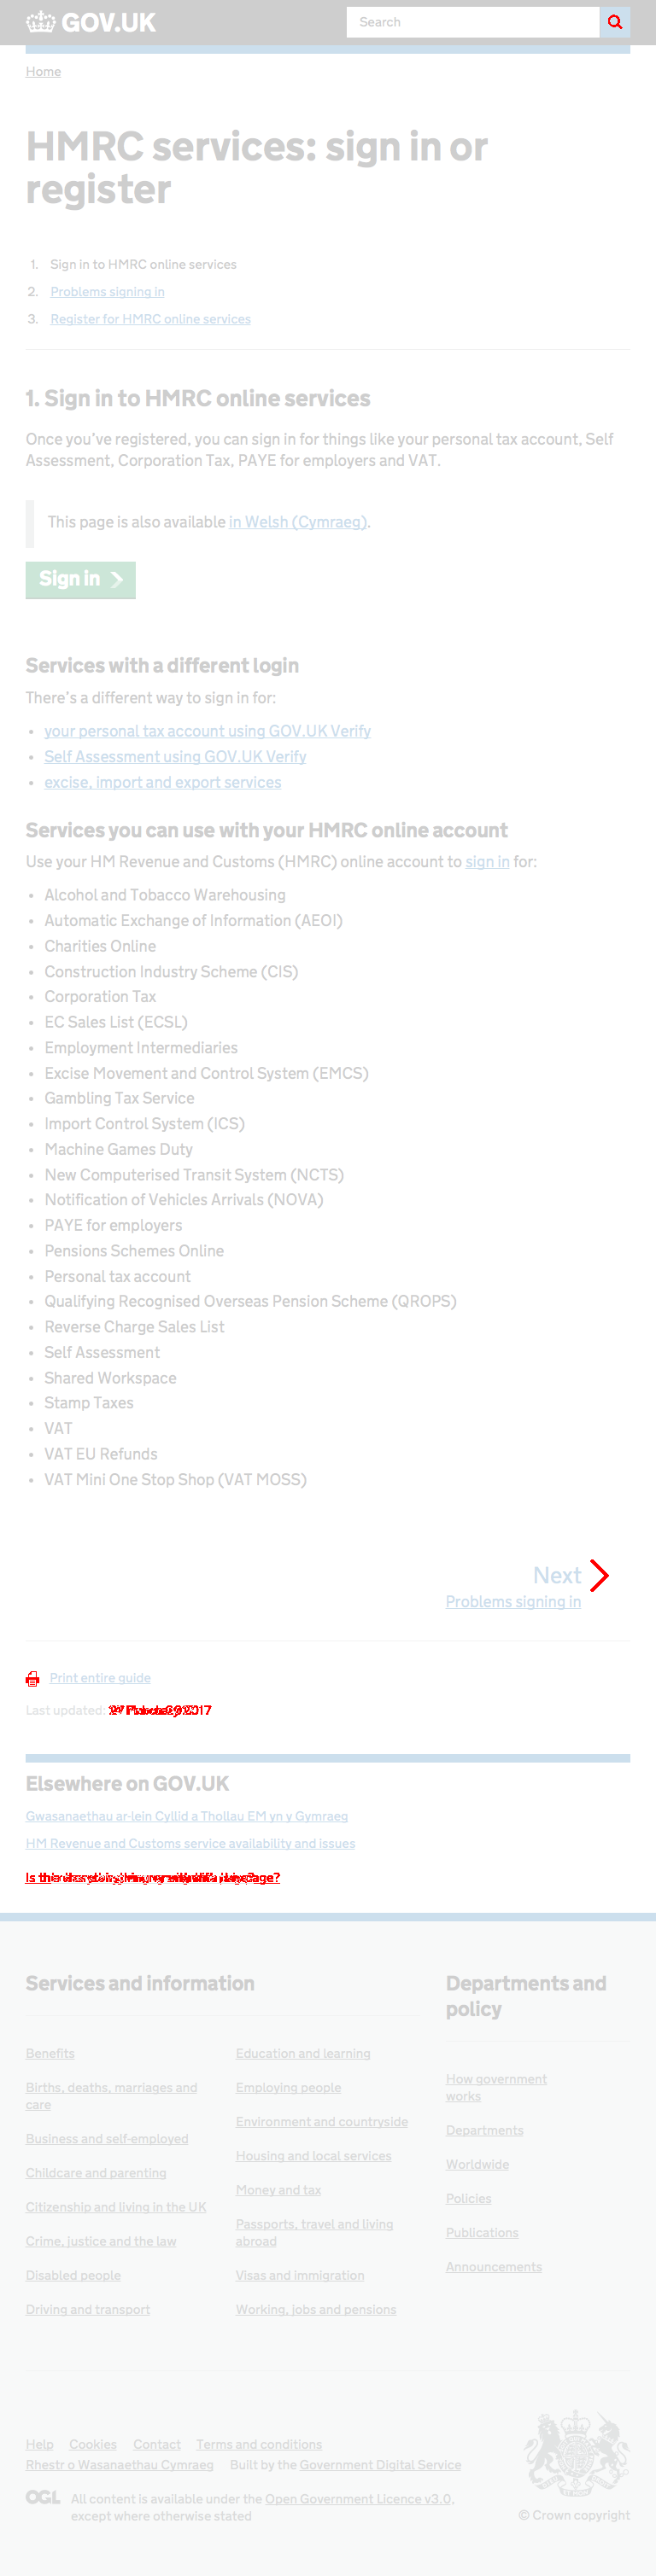 GOV.UK
Search
Home
HMRC services: sign in or
register
1. Sign in to HMRC online services
2. Problems signing in
3. Register for HMRC online services
1. Sign in to HMRC online services
Once you've registered, you can sign in for things like your personal tax account, Self
Assessment, Corporation Tax, PAYE for employers and VAT.
This page is also available in Welsh (Cymraeg).
Sign in
Services with a different login
There's a different way to sign in for:
• your personal tax account using GOV.UK Verify
• Self Assessment using GOV.UK Verify
• excise, import and export services
Services you can use with your HMRC online account
Use your HM Revenue and Customs (HMRC) online account to sign in for:
• Alcohol and Tobacco Warehousing
• Automatic Exchange of Information (AEOI)
• Charities Online
• Construction Industry Scheme (CIS)
• Corporation Tax
• EC Sales List (ECSL)
• Employment Intermediaries
• Excise Movement and Control System (EMCS)
• Gambling Tax Service
• Import Control System (ICS)
• Machine Games Duty
• New Computerised Transit System (NCTS)
• Notification of Vehicles Arrivals (NOVA)
• PAYE for employers
• Pensions Schemes Online
• Personal tax account
• Qualifying Recognised Overseas Pension Scheme (QROPS)
• Reverse Charge Sales List
• Self Assessment
• Shared Workspace
• Stamp Taxes
• VAT
• VAT EU Refunds
• VAT Mini One Stop Shop (VAT MOSS)
Next
Problems signing in
Print entire guide
Last updated: 2017
Elsewhere on GOV.UK
Gwasanaethau ar-lein Cyllid a Thollau EM yn y Gymraeg
HM Revenue and Customs service availability and issues
Services and information
Benefits
Births, deaths, marriages and
care
Business and self-employed
Childcare and parenting
Citizenship and living in the UK
Crime, justice and the law
Disabled people
Driving and transport
Education and learning
Employing people
Environment and countryside
Housing and local services
Money and tax
Passports, travel and living
abroad
Visas and immigration
Working, jobs and pensions
Departments and
policy
How government
works
Departments
Worldwide
Policies
Publications
Announcements
Help Cookies Contact Terms and conditions
Rhestr o Wasanaethau Cymraeg Built by the Government Digital Service
OGL All content is available under the Open Government Licence v3.0,
except where otherwise stated
© Crown copyright